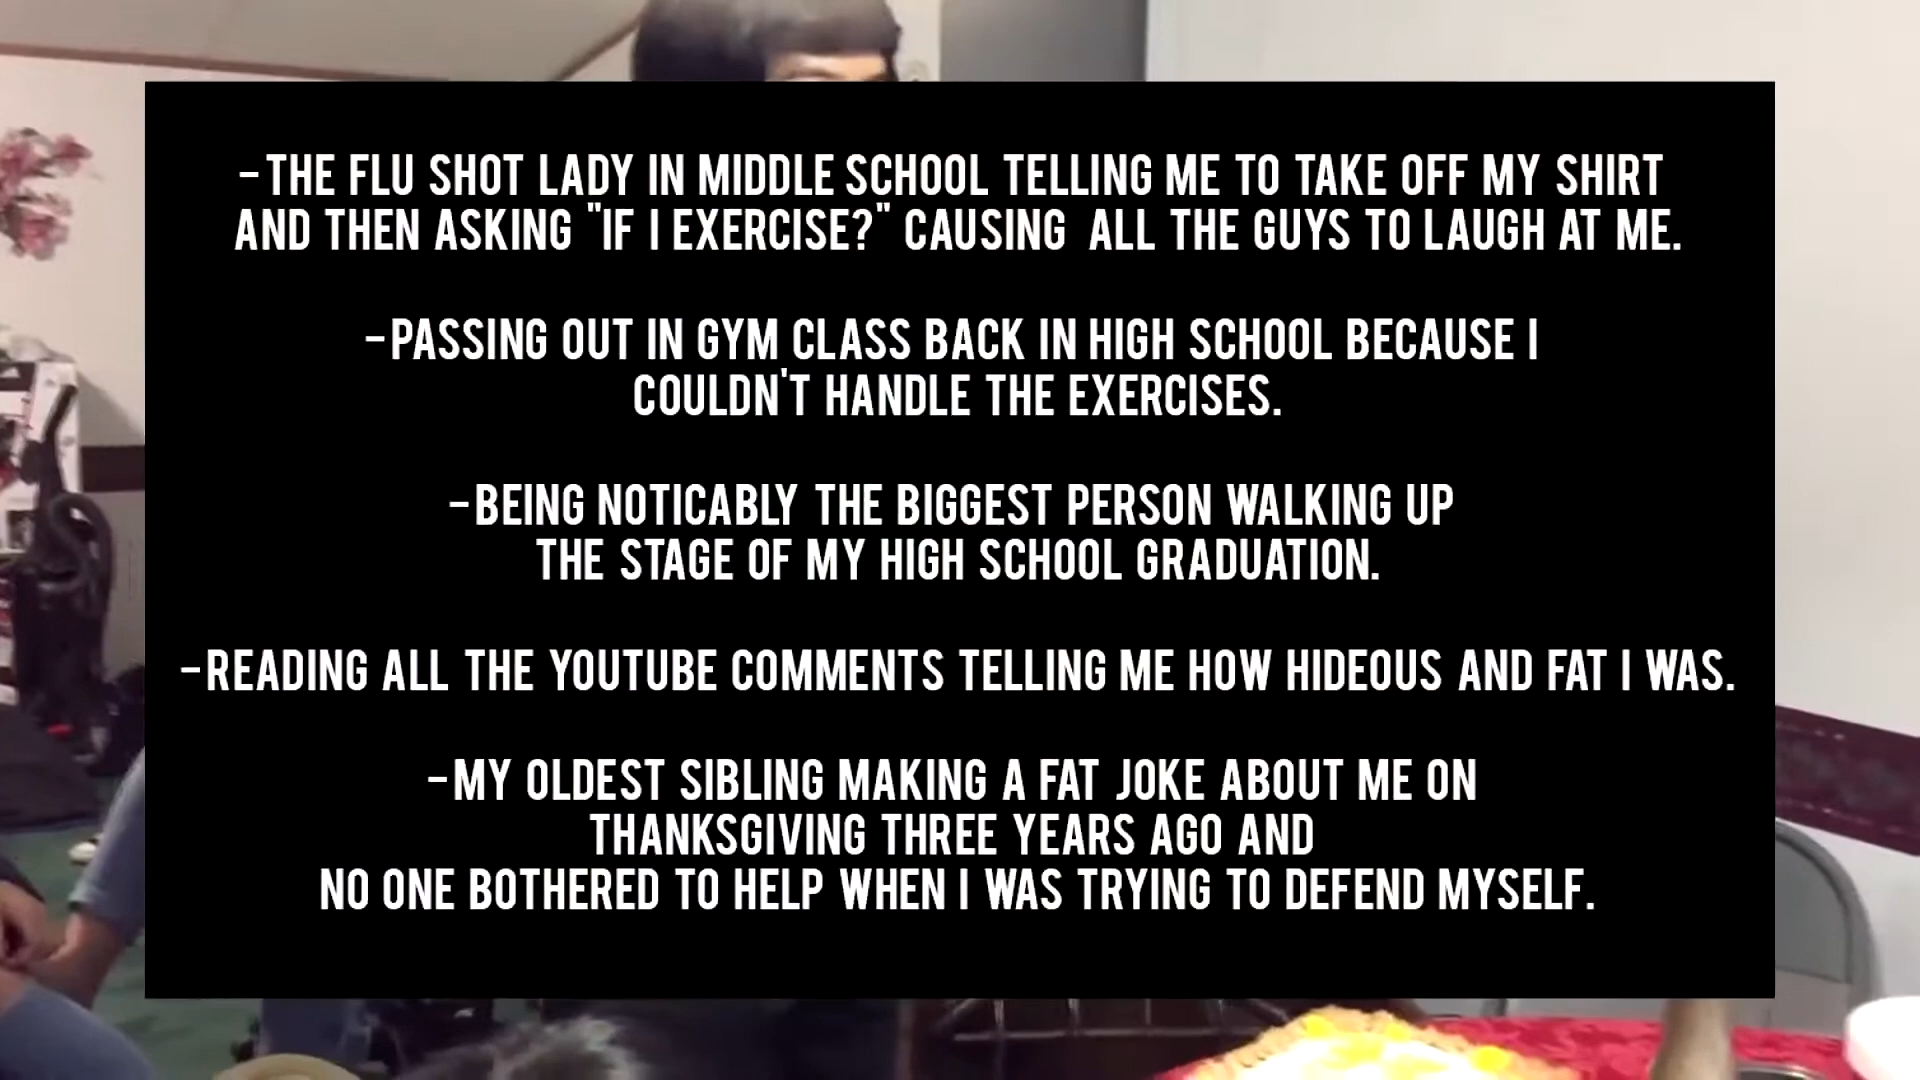 -THE FLU SHOT LADY IN MIDDLE SCHOOL TELLING ME TO TAKE OFF MY SHIRT
AND THEN ASKING "IF I EXERCISE?" CAUSING ALL THE GUYS TO LAUGH AT ME.
-PASSING OUT IN GYM CLASS BACK IN HIGH SCHOOL BECAUSE I
COULDN'T HANDLE THE EXERCISES.
-BEING NOTICABLY THE BIGGEST PERSON WALKING UP
THE STAGE OF MY HIGH SCHOOL GRADUATION.
-READING ALL THE YOUTUBE COMMENTS TELLING ME HOW HIDEOUS AND FAT I WAS.
-MY OLDEST SIBLING MAKING A FAT JOKE ABOUT ME ON
THANKSGIVING THREE YEARS AGO AND
NO ONE BOTHERED TO HELP WHEN I WAS TRYING TO DEFEND MYSELF.